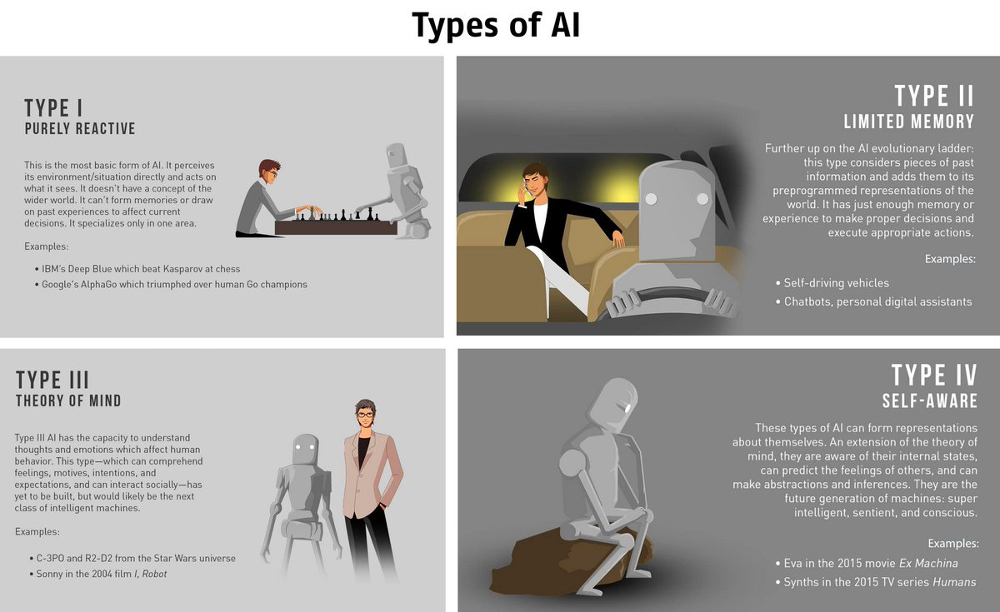 Types of AI
TYPE I
PURELY REACTIVE
This is the most basic form of AI. It perceives
its environment/situation directly and acts on
what it sees. It doesn't have a concept of the
wider world. It can't form memories or draw
on past experiences to affect current
decisions. It specializes only in one area.
Examples:
• IBM's Deep Blue which beat Kasparov at chess
• Google's AlphaGo which triumphed over human Go champions
TYPE II
LIMITED MEMORY
Further up on the AI evolutionary ladder:
this type considers pieces of past
information and adds them to its
preprogrammed representations of the
world. It has just enough memory or
experience to make proper decisions and
execute appropriate actions.
Examples:
• Self-driving vehicles
• Chatbots, personal digital assistants
TYPE III
THEORY OF MIND
Type III AI has the capacity to understand
thoughts and emotions which affect human
behavior. This type—which can comprehend
feelings, motives, intentions, and
expectations, and can interact socially—has
yet to be built, but would likely be the next
class of intelligent machines.
Examples:
• C-3PO and R2-D2 from the Star Wars universe
• Sonny in the 2004 film I, Robot
TYPE IV
SELF-AWARE
These types of AI can form representations
about themselves. An extension of the theory of
mind, they are aware of their internal states,
can predict the feelings of others, and can
make abstractions and inferences. They are the
future generation of machines: super
intelligent, sentient, and conscious.
Examples:
• Eva in the 2015 movie Ex Machina
• Synths in the 2015 TV series Humans